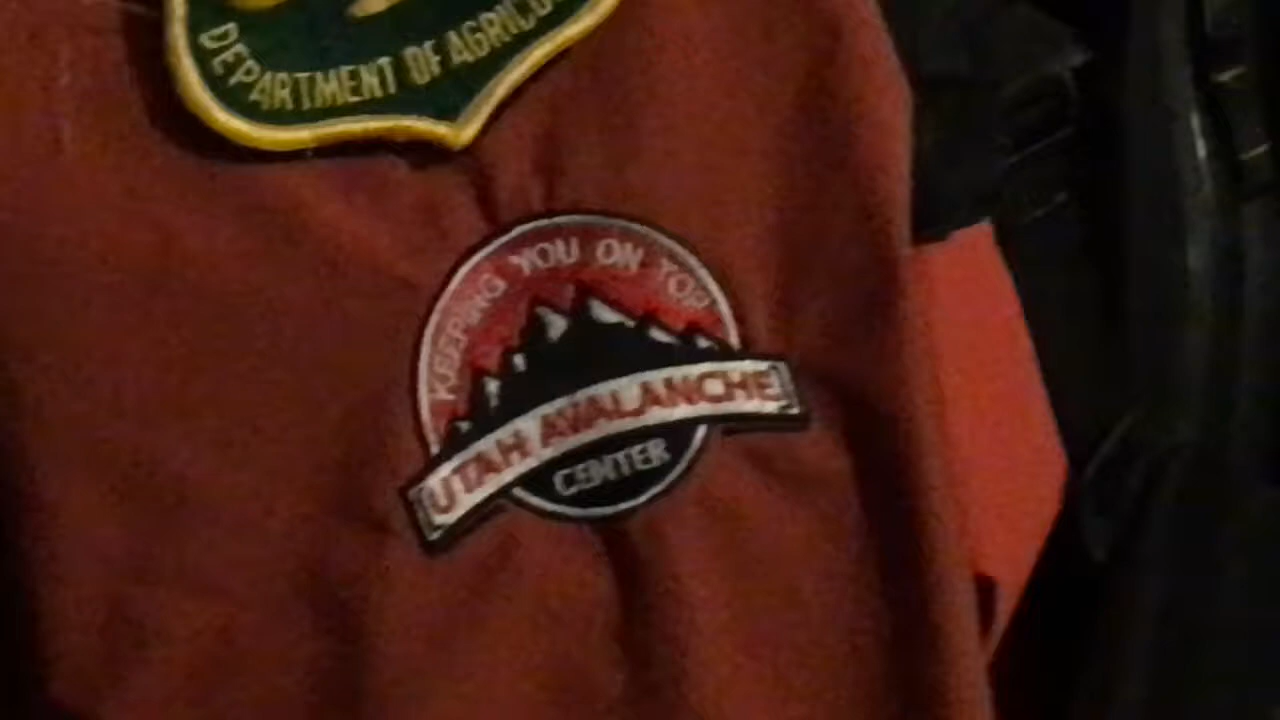 DEPARTMENT OF AGRICU
KEEPING YOU ON TOP
UTAH AVALANCHE
CENTER